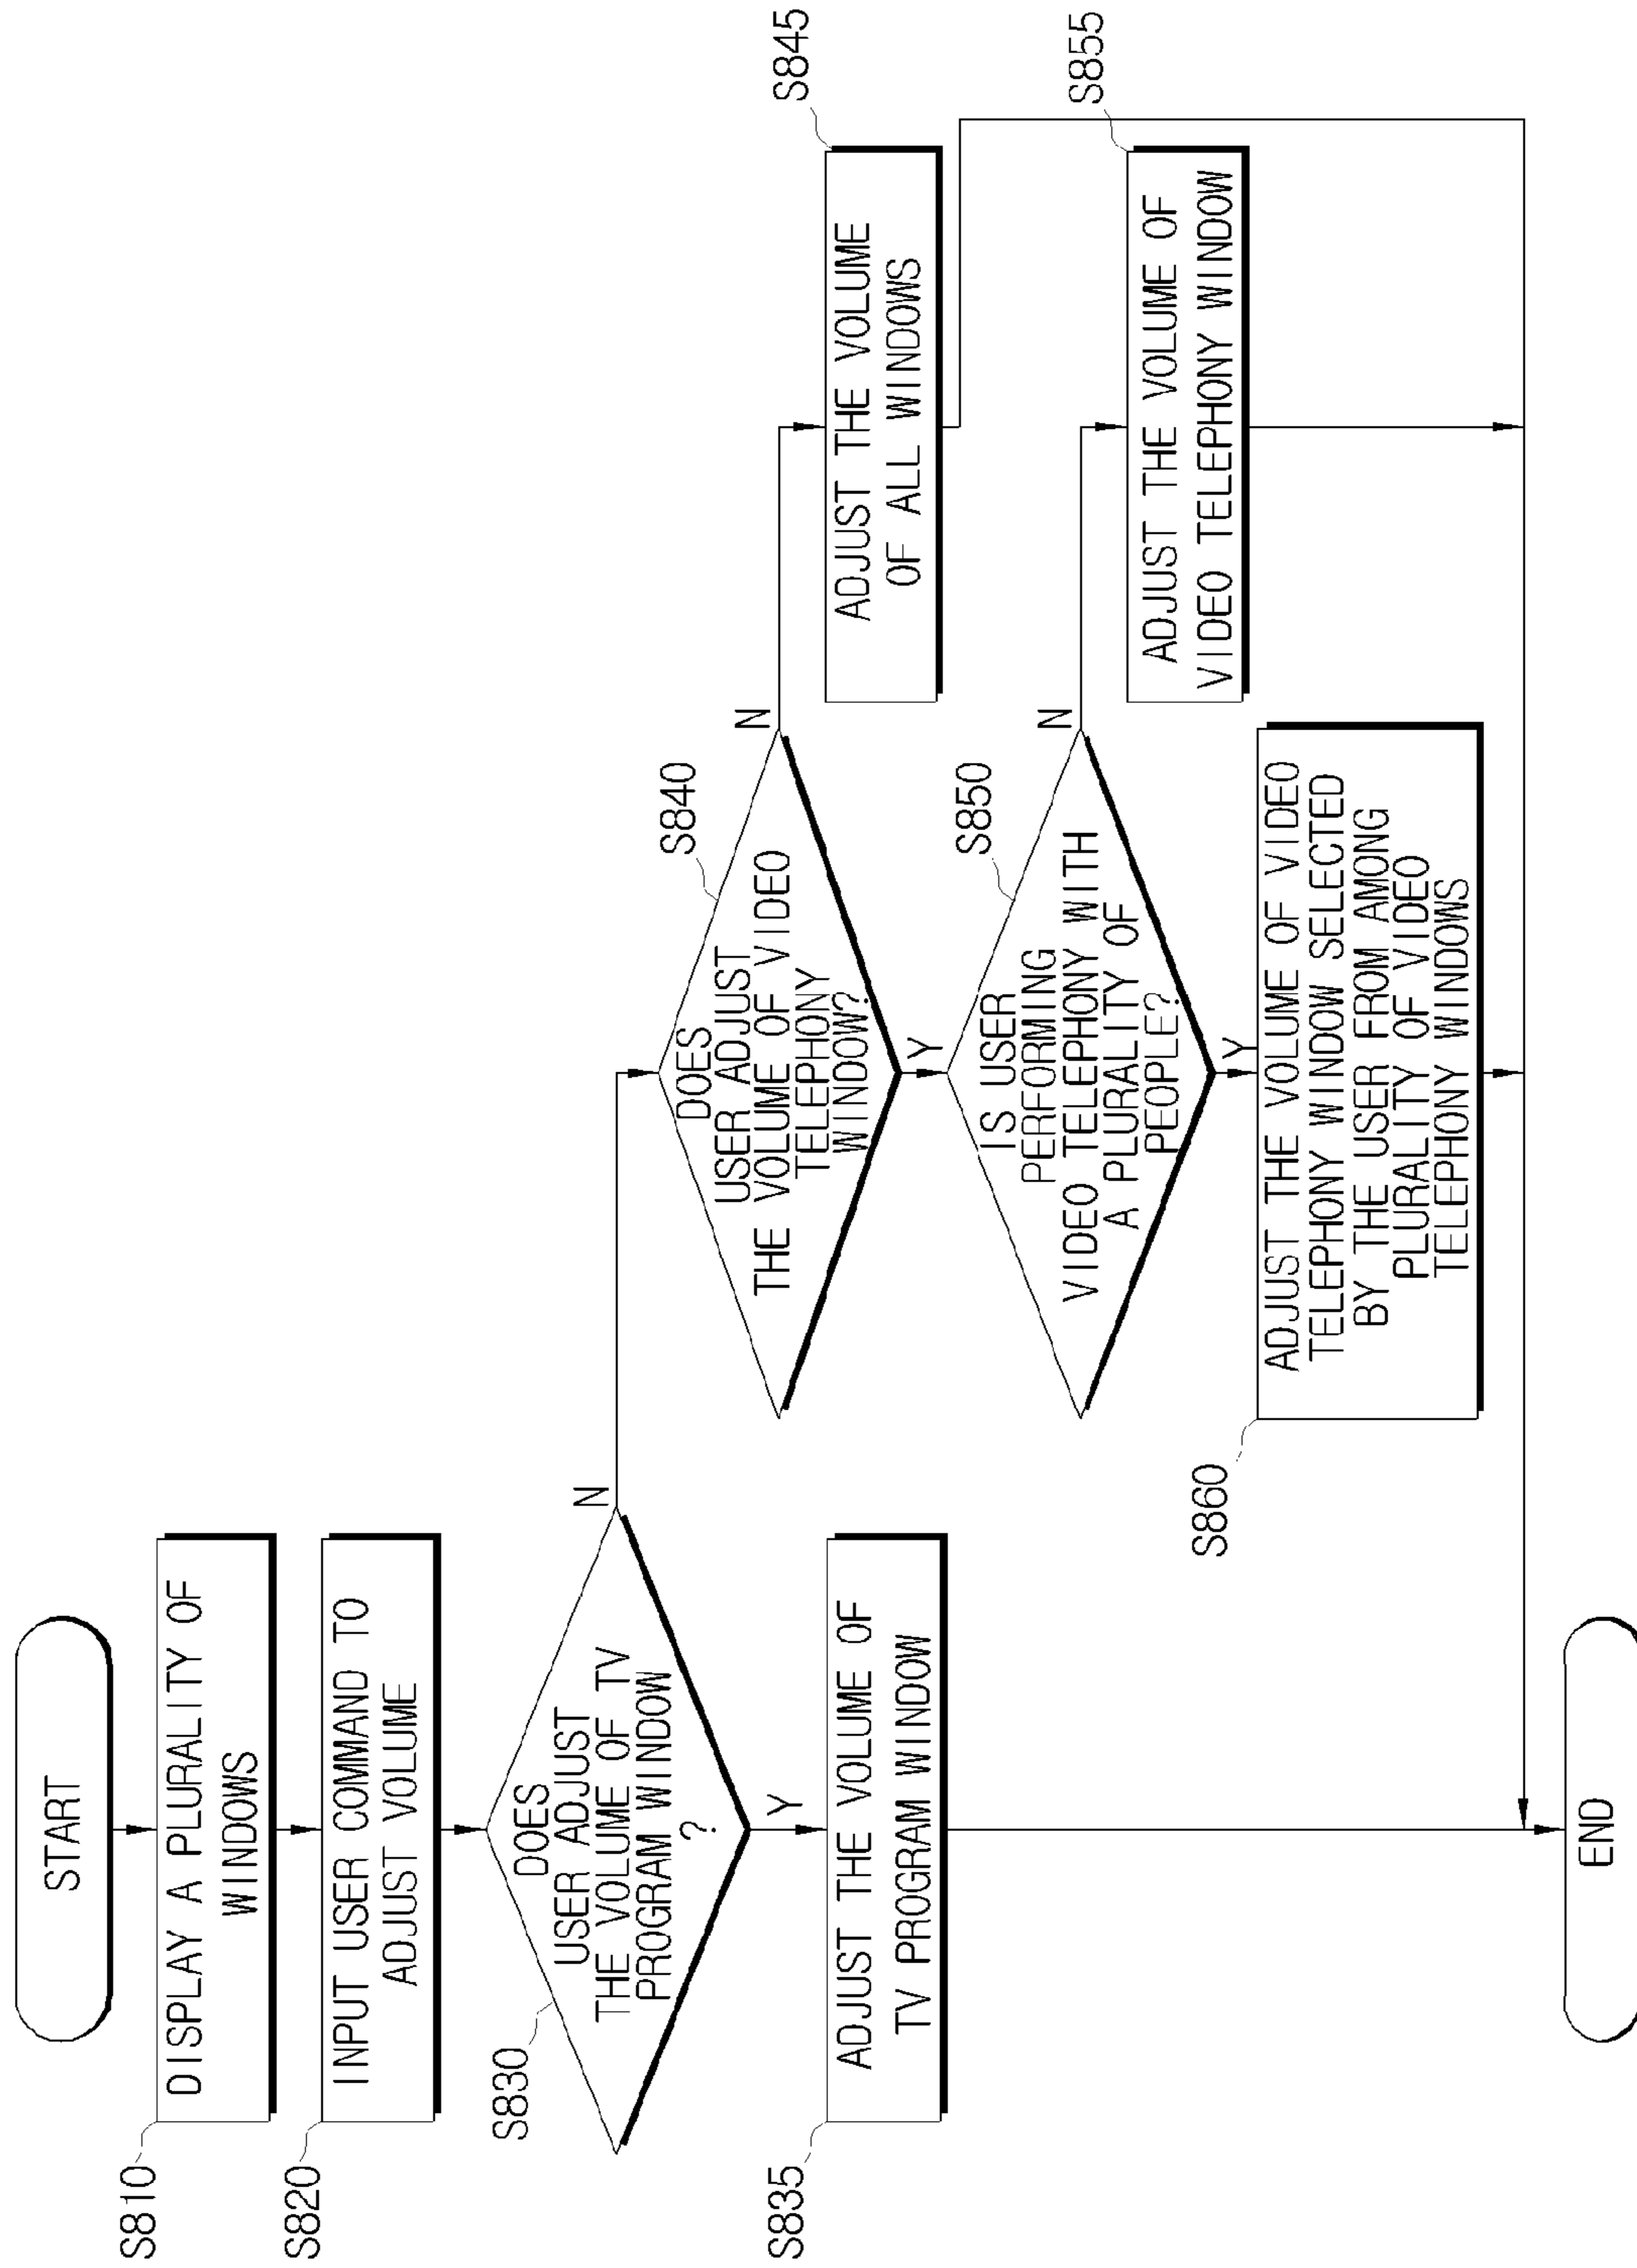 START
S810
DISPLAY A PLURALITY OF
WINDOWS
S820
INPUT USER COMMAND TO
ADJUST VOLUME
S830
DOES
USER ADJUST
THE VOLUME OF TV
PROGRAM WINDOW
?
N
Y
S835
ADJUST THE VOLUME OF
TV PROGRAM WINDOW
S840
DOES
USER ADJUST
THE VOLUME OF VIDEO
TELEPHONY
WINDOW?
N
Y
S845
ADJUST THE VOLUME
OF ALL WINDOWS
S850
IS USER
PERFORMING
VIDEO TELEPHONY WITH
A PLURALITY OF
PEOPLE?
N
Y
S855
ADJUST THE VOLUME OF
VIDEO TELEPHONY WINDOW
S860
ADJUST THE VOLUME OF VIDEO
TELEPHONY WINDOW SELECTED
BY THE USER FROM AMONG
PLURALITY OF VIDEO
TELEPHONY WINDOWS
END